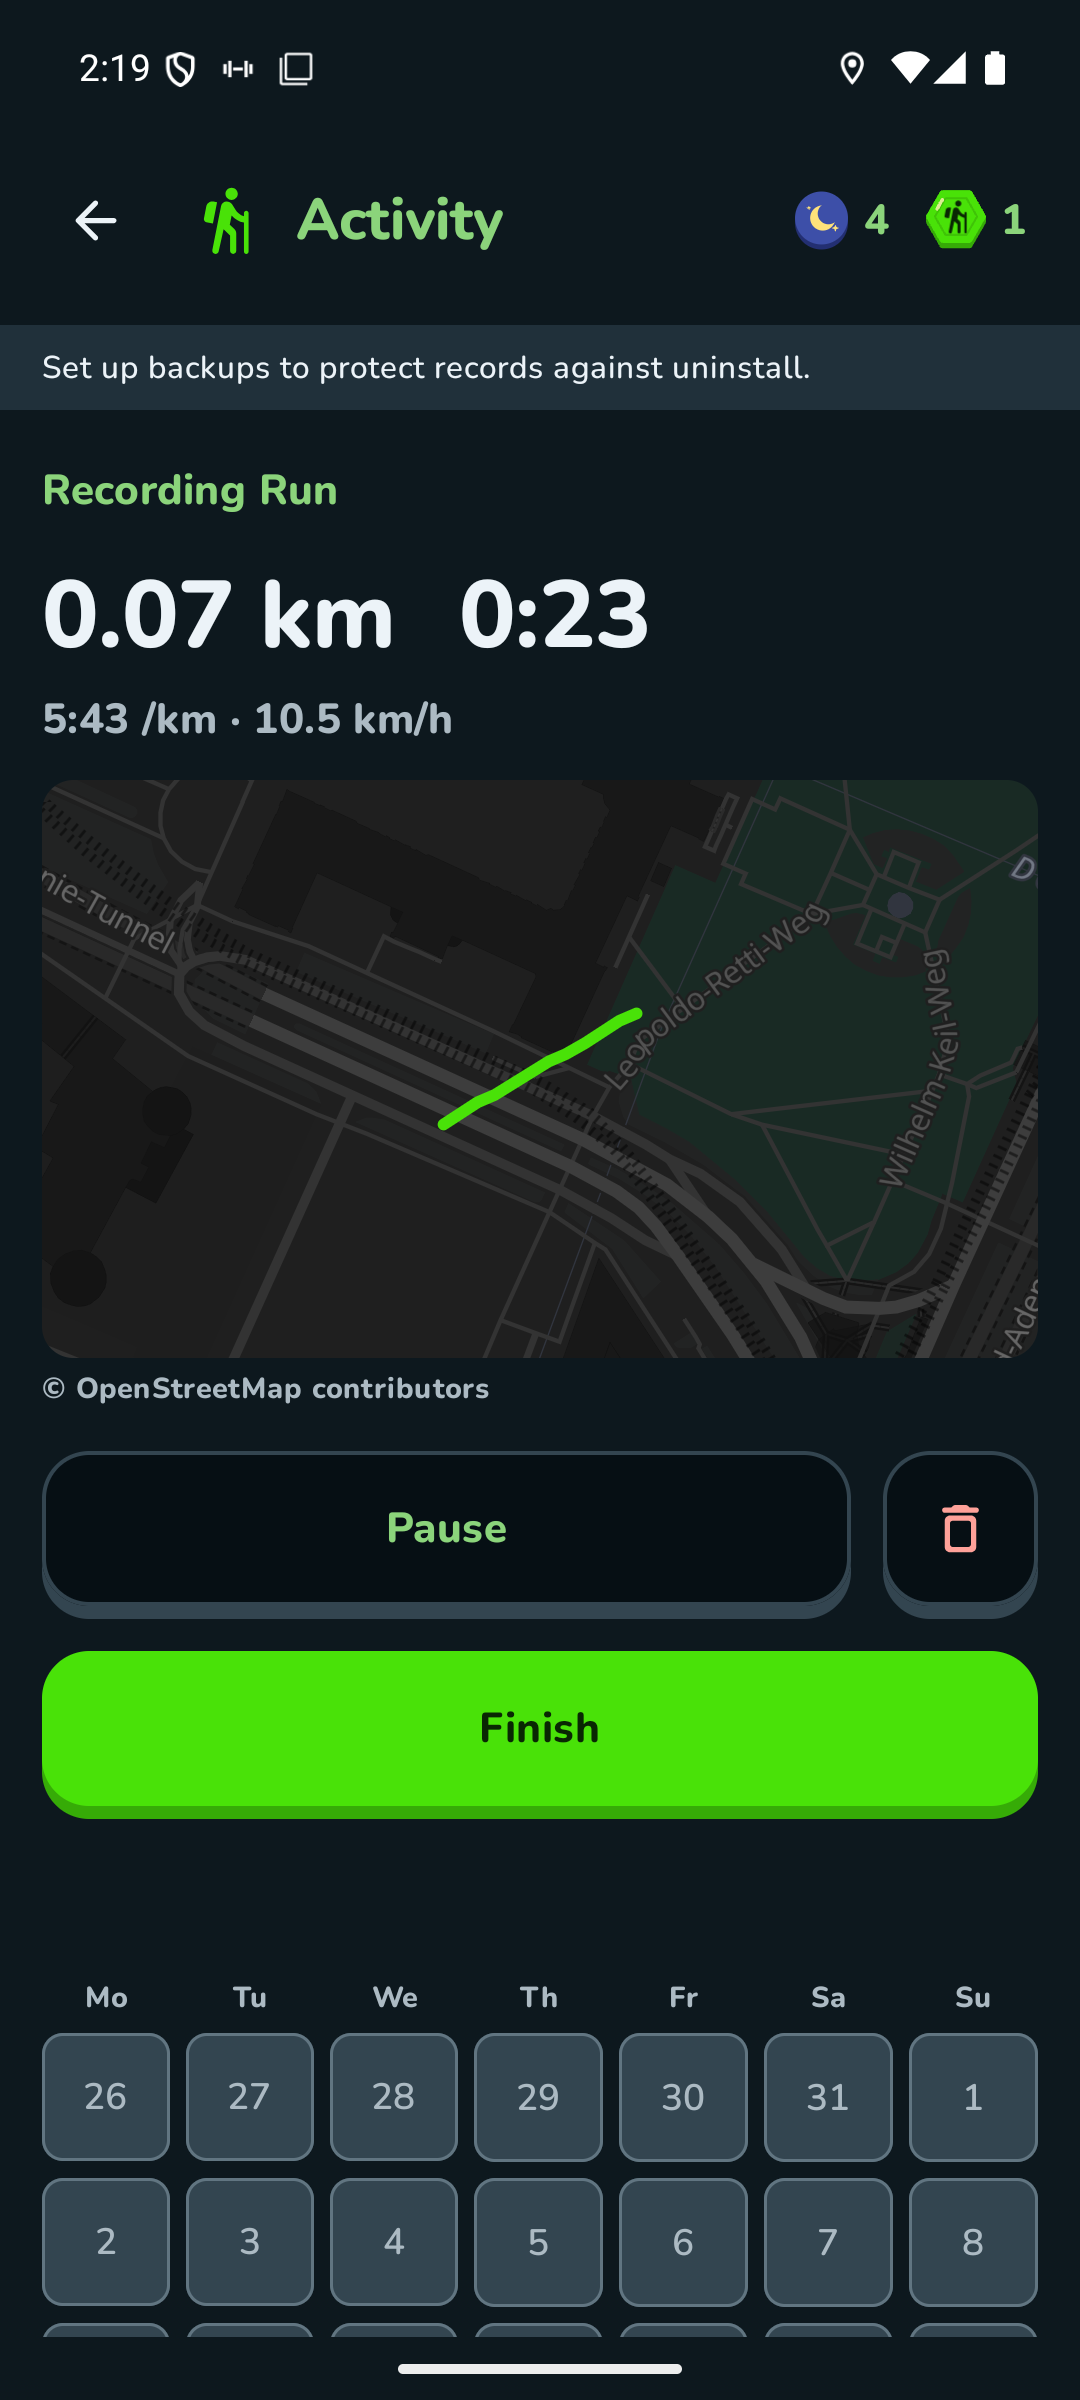 2:19
Activity
4
1
Set up backups to protect records against uninstall.
Recording Run
0.07 km 0:23
5:43 /km · 10.5 km/h
nie-Tunnel
Leopoldo-Retti-Weg
Wilhelm-Keil-Weg
D
d-Aden
© OpenStreetMap contributors
Pause
Finish
Mo Tu We Th Fr Sa Su
26 27 28 29 30 31 1
2 3 4 5 6 7 8